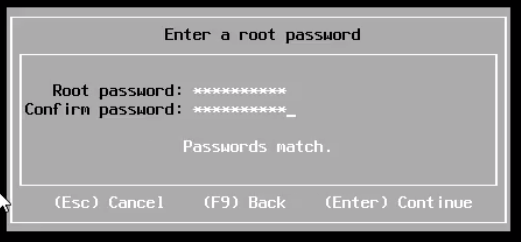 Enter a root password
Root password: **********
Confirm password: **********_
Passwords match.
(Esc) Cancel (F9) Back (Enter) Continue